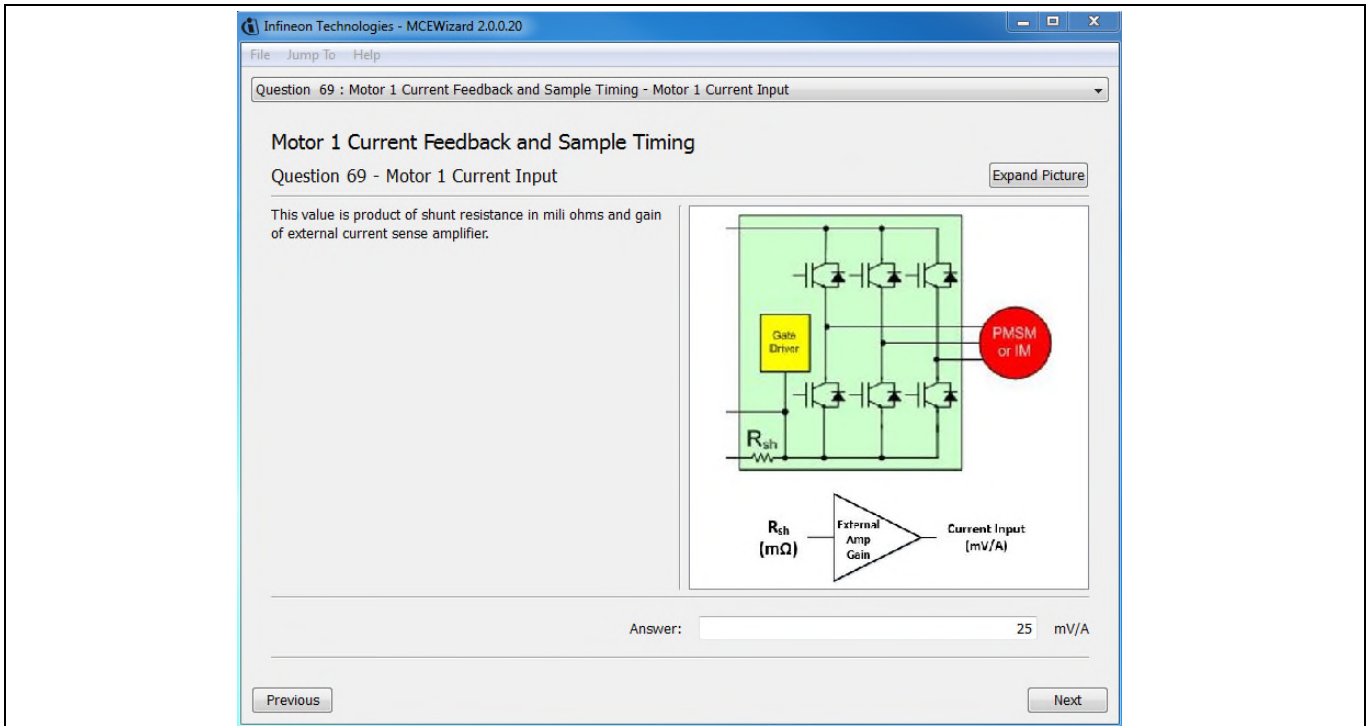 Infineon Technologies - MCEWizard 2.0.0.20
File Jump To Help
Question 69 : Motor 1 Current Feedback and Sample Timing - Motor 1 Current Input
Motor 1 Current Feedback and Sample Timing
Question 69 - Motor 1 Current Input
Expand Picture
This value is product of shunt resistance in mili ohms and gain
of external current sense amplifier.
Gate
Driver
PMSM
or IM
Rsh
Rsh
(mΩ)
External
Amp
Gain
Current Input
(mV/A)
Answer: 25 mV/A
Previous Next